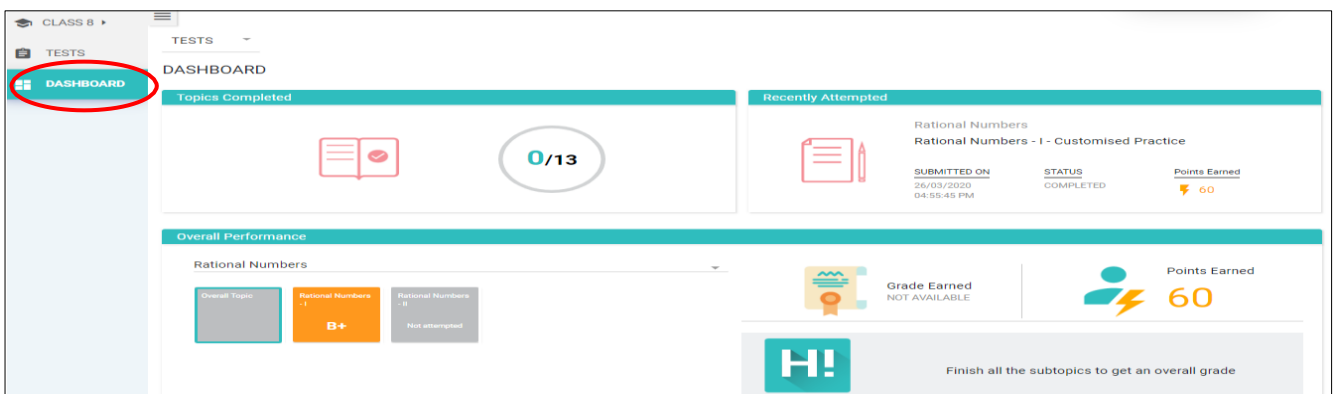 CLASS 8
TESTS
DASHBOARD
TESTS
DASHBOARD
Topics Completed
0/13
Recently Attempted
Rational Numbers
Rational Numbers - I - Customised Practice
SUBMITTED ON
26/03/2020
04:55:45 PM
STATUS
COMPLETED
Points Earned
60
Overall Performance
Rational Numbers
Overall Topic
Rational Numbers
- I
B+
Rational Numbers
- II
Not attempted
Grade Earned
NOT AVAILABLE
Points Earned
60
H!
Finish all the subtopics to get an overall grade